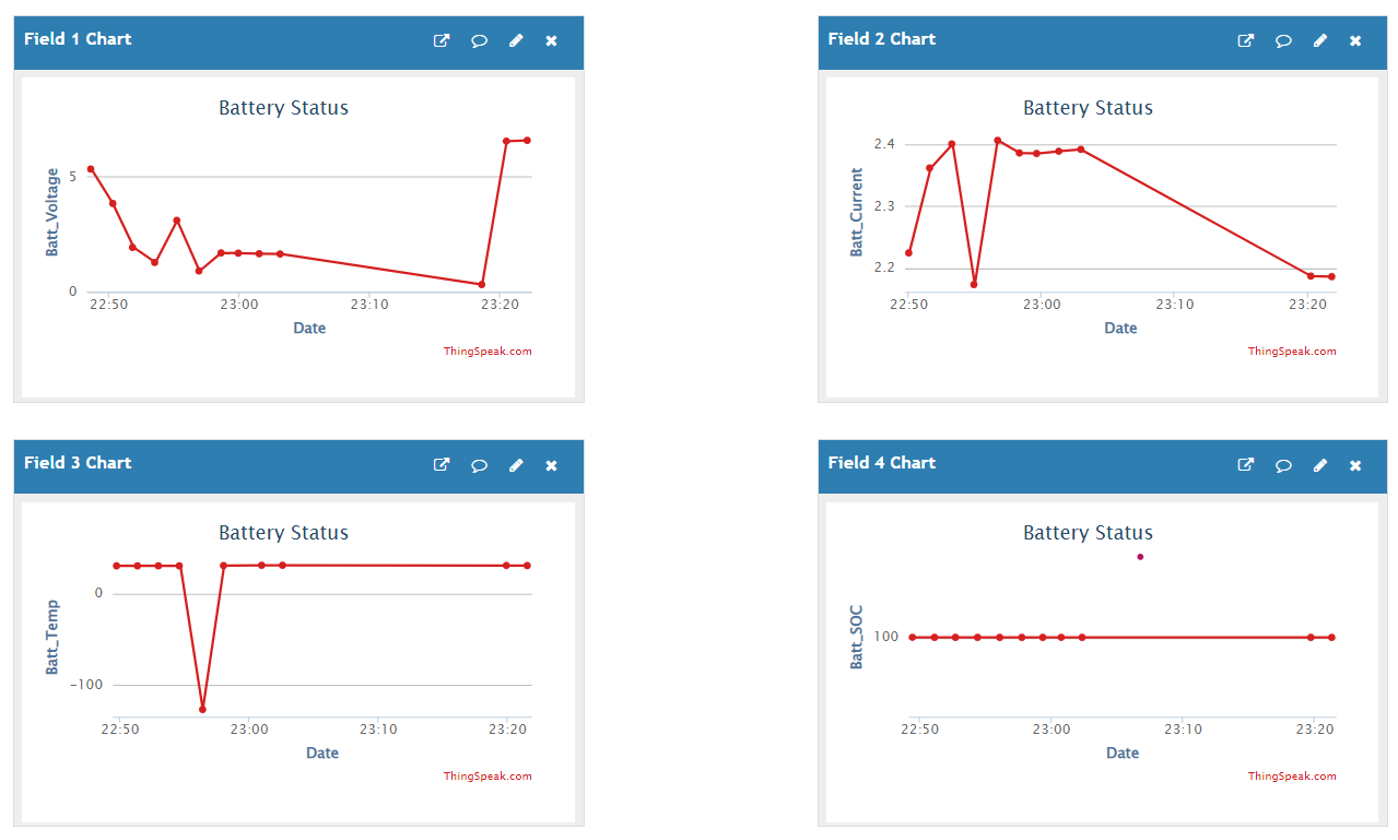 Field 1 Chart
Battery Status
Batt_Voltage
5
0
22:50 23:00 23:10 23:20
Date
ThingSpeak.com
Field 2 Chart
Battery Status
Batt_Current
2.4
2.3
2.2
22:50 23:00 23:10 23:20
Date
ThingSpeak.com
Field 3 Chart
Battery Status
Batt_Temp
0
-100
22:50 23:00 23:10 23:20
Date
ThingSpeak.com
Field 4 Chart
Battery Status
Batt_SOC
100
22:50 23:00 23:10 23:20
Date
ThingSpeak.com